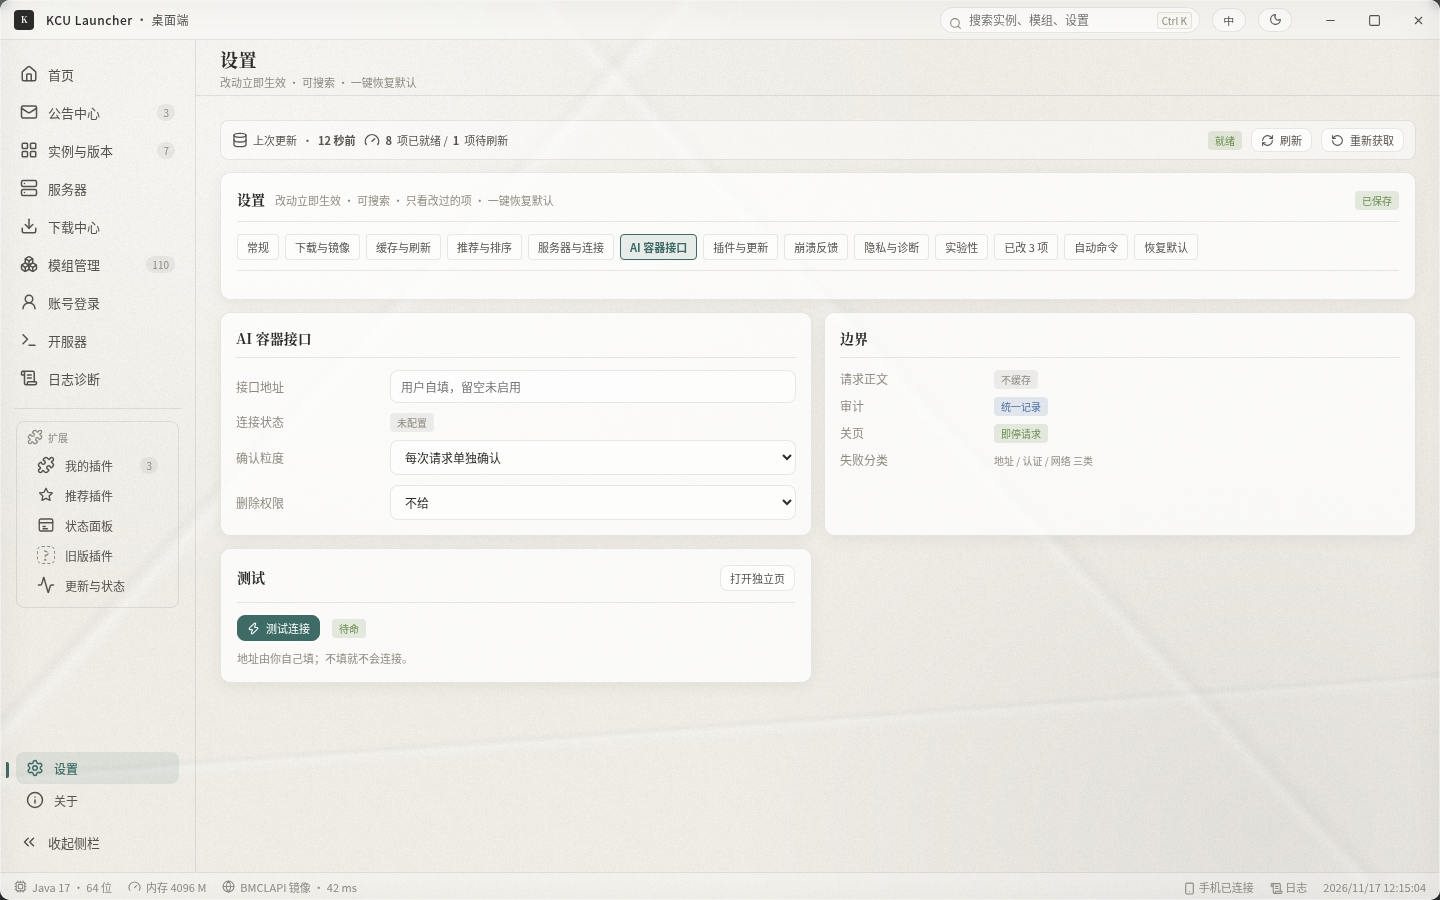 K KCU Launcher • 桌面端
搜索实例、模组、设置 Ctrl K 中
首页
公告中心 3
实例与版本 7
服务器
下载中心
模组管理 110
账号登录
开服器
日志诊断
扩展
我的插件 3
推荐插件
状态面板
旧版插件
更新与状态
设置
关于
收起侧栏
设置
改动立即生效 · 可搜索 · 一键恢复默认
上次更新 · 12 秒前 8 项已就绪 / 1 项待刷新
就绪 刷新 重新获取
设置 改动立即生效 · 可搜索 · 只看改过的项 · 一键恢复默认 已保存
常规 下载与镜像 缓存与刷新 推荐与排序 服务器与连接 AI 容器接口 插件与更新 崩溃反馈 隐私与诊断 实验性 已改 3 项 自动命令 恢复默认
AI 容器接口
接口地址 用户自填，留空未启用
连接状态 未配置
确认粒度 每次请求单独确认
删除权限 不给
边界
请求正文 不缓存
审计 统一记录
关页 即停请求
失败分类 地址 / 认证 / 网络 三类
测试 打开独立页
测试连接 待命
地址由你自己填；不填就不会连接。
Java 17 · 64 位 内存 4096 M BMCLAPI 镜像 · 42 ms
手机已连接 日志 2026/11/17 12:15:04